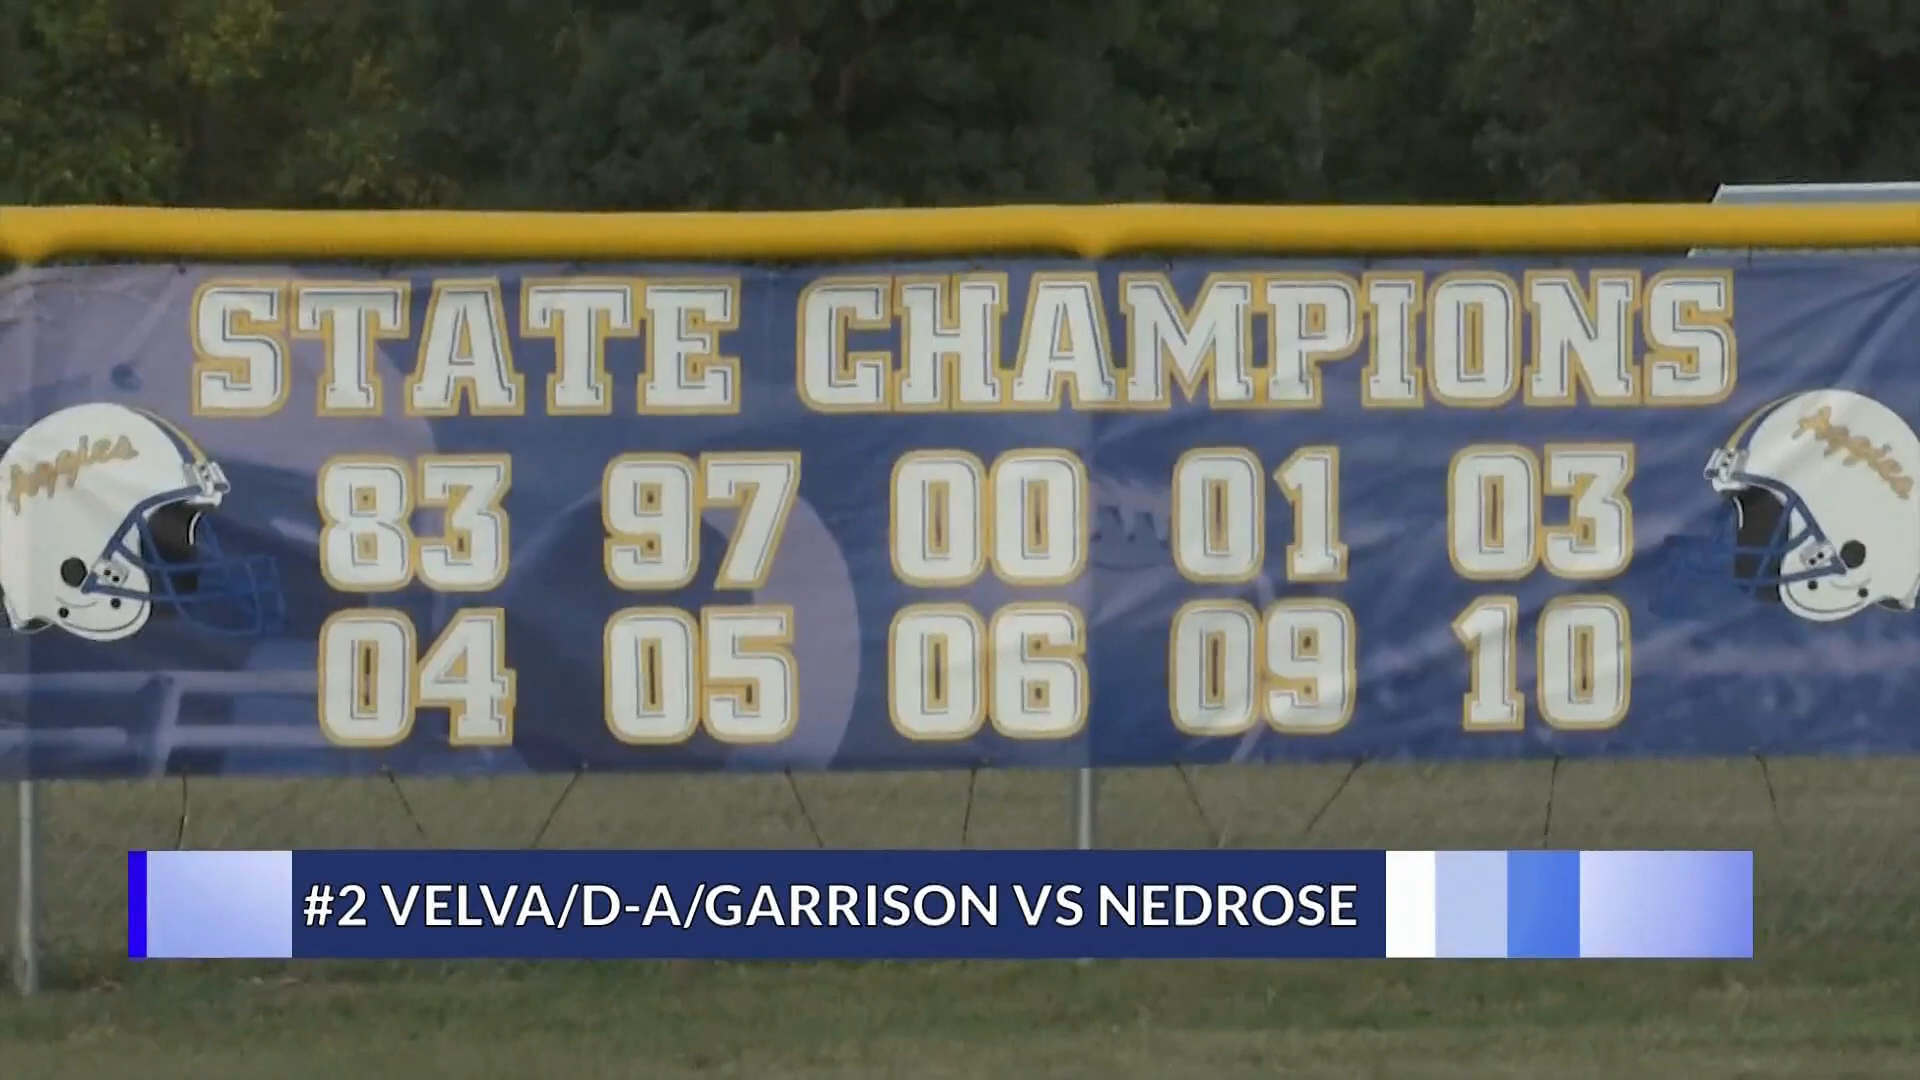 STATE CHAMPIONS
Aggies
Aggies
83 97 00 01 03
04 05 06 09 10
#2 VELVA/D-A/GARRISON VS NEDROSE